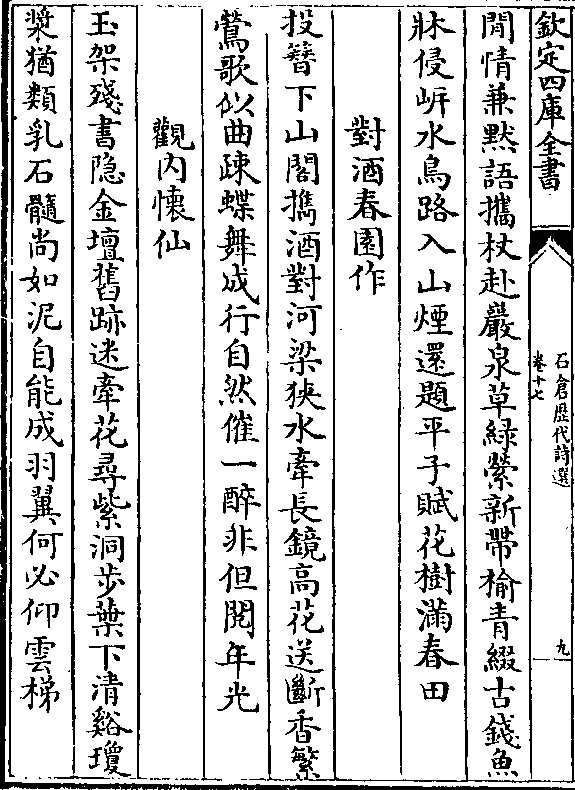 欽定四庫全書
石倉歴代詩選
卷十七
九
閒情兼黙語攜杖赴巖泉草緑縈新帶榆青綴古錢魚
牀侵岸水鳥路入山煙還題平子賦花樹滿春田
對酒春園作
投簪下山閣擕酒對河梁狹水牽長鏡高花送斷香繁
鶯歌似曲疎蝶舞成行自然催一醉非但閱年光
觀内懷仙
玉架殘書隐金壇舊跡迷牽花尋紫洞步葉下清谿瓊
漿猶類乳石髓尚如泥自能成羽翼何必仰雲梯